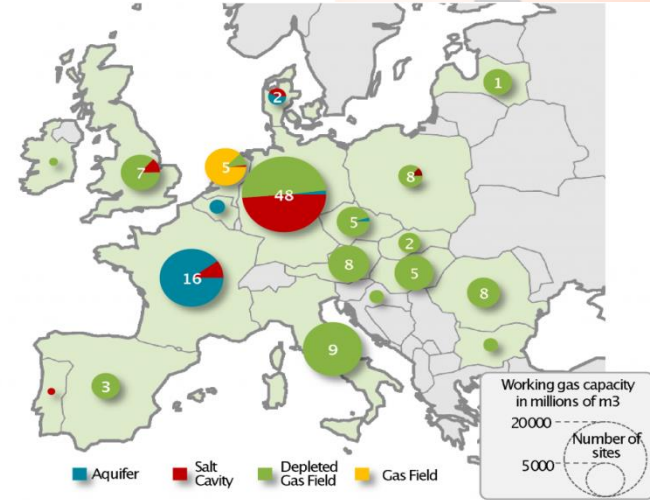 1
2
7
5
48
8
5
2
16
8
5
8
9
3
Working gas capacity
in millions of m3
20000
Number of
sites
5000
Aquifer
Salt
Cavity
Depleted
Gas Field
Gas Field